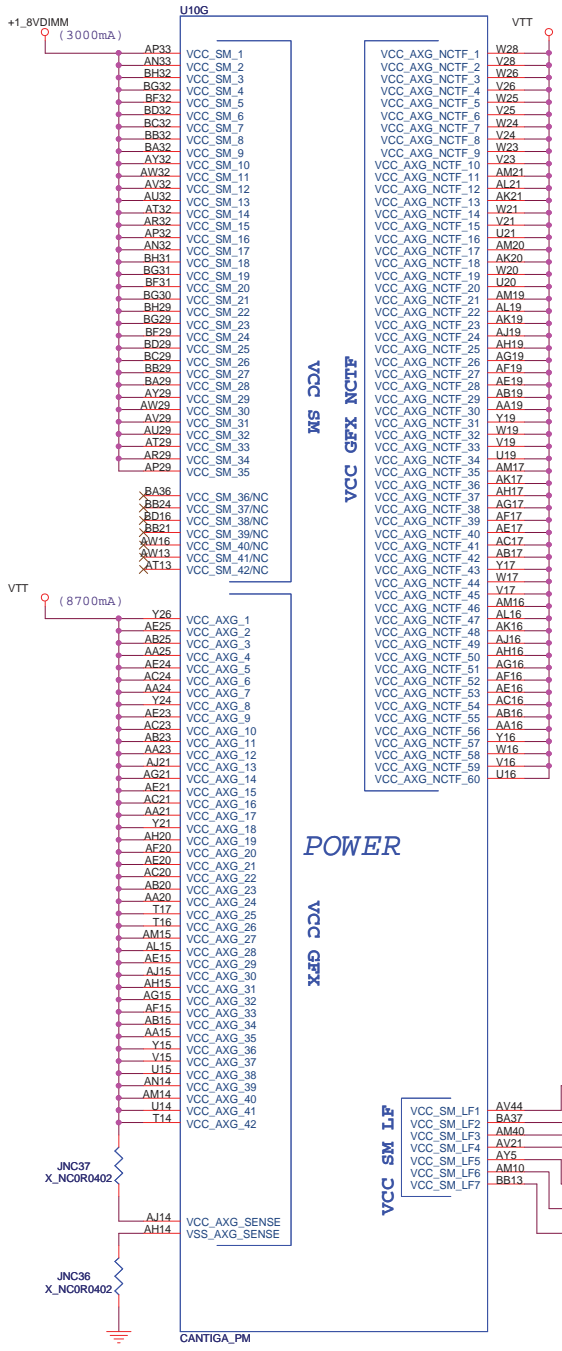 U10G
+1_8VDIMM
(3000mA)
AP33 VCC_SM_1
AN33 VCC_SM_2
BH32 VCC_SM_3
BG32 VCC_SM_4
BF32 VCC_SM_5
BD32 VCC_SM_6
BC32 VCC_SM_7
BB32 VCC_SM_8
BA32 VCC_SM_9
AY32 VCC_SM_10
AW32 VCC_SM_11
AV32 VCC_SM_12
AU32 VCC_SM_13
AT32 VCC_SM_14
AR32 VCC_SM_15
AP32 VCC_SM_16
AN32 VCC_SM_17
BH31 VCC_SM_18
BG31 VCC_SM_19
BF31 VCC_SM_20
BG30 VCC_SM_21
BH29 VCC_SM_22
BG29 VCC_SM_23
BF29 VCC_SM_24
BD29 VCC_SM_25
BC29 VCC_SM_26
BB29 VCC_SM_27
BA29 VCC_SM_28
AY29 VCC_SM_29
AW29 VCC_SM_30
AV29 VCC_SM_31
AU29 VCC_SM_32
AT29 VCC_SM_33
AR29 VCC_SM_34
AP29 VCC_SM_35
BA36 VCC_SM_36/NC
BB24 VCC_SM_37/NC
BD16 VCC_SM_38/NC
BB21 VCC_SM_39/NC
AW16 VCC_SM_40/NC
AW13 VCC_SM_41/NC
AT13 VCC_SM_42/NC
VCC SM
VTT
(8700mA)
Y26 VCC_AXG_1
AE25 VCC_AXG_2
AB25 VCC_AXG_3
AA25 VCC_AXG_4
AE24 VCC_AXG_5
AC24 VCC_AXG_6
AA24 VCC_AXG_7
Y24 VCC_AXG_8
AE23 VCC_AXG_9
AC23 VCC_AXG_10
AB23 VCC_AXG_11
AA23 VCC_AXG_12
AJ21 VCC_AXG_13
AG21 VCC_AXG_14
AE21 VCC_AXG_15
AC21 VCC_AXG_16
AA21 VCC_AXG_17
Y21 VCC_AXG_18
AH20 VCC_AXG_19
AF20 VCC_AXG_20
AE20 VCC_AXG_21
AC20 VCC_AXG_22
AB20 VCC_AXG_23
AA20 VCC_AXG_24
T17 VCC_AXG_25
T16 VCC_AXG_26
AM15 VCC_AXG_27
AL15 VCC_AXG_28
AE15 VCC_AXG_29
AJ15 VCC_AXG_30
AH15 VCC_AXG_31
AG15 VCC_AXG_32
AF15 VCC_AXG_33
AB15 VCC_AXG_34
AA15 VCC_AXG_35
Y15 VCC_AXG_36
V15 VCC_AXG_37
U15 VCC_AXG_38
AN14 VCC_AXG_39
AM14 VCC_AXG_40
U14 VCC_AXG_41
T14 VCC_AXG_42
VCC GFX
JNC37
X_NC0R0402
AJ14 VCC_AXG_SENSE
AH14 VSS_AXG_SENSE
JNC36
X_NC0R0402
POWER
VTT
VCC_AXG_NCTF_1 W28
VCC_AXG_NCTF_2 V28
VCC_AXG_NCTF_3 W26
VCC_AXG_NCTF_4 V26
VCC_AXG_NCTF_5 W25
VCC_AXG_NCTF_6 V25
VCC_AXG_NCTF_7 W24
VCC_AXG_NCTF_8 V24
VCC_AXG_NCTF_9 W23
VCC_AXG_NCTF_10 V23
VCC_AXG_NCTF_11 AM21
VCC_AXG_NCTF_12 AL21
VCC_AXG_NCTF_13 AK21
VCC_AXG_NCTF_14 W21
VCC_AXG_NCTF_15 V21
VCC_AXG_NCTF_16 U21
VCC_AXG_NCTF_17 AM20
VCC_AXG_NCTF_18 AK20
VCC_AXG_NCTF_19 W20
VCC_AXG_NCTF_20 U20
VCC_AXG_NCTF_21 AM19
VCC_AXG_NCTF_22 AL19
VCC_AXG_NCTF_23 AK19
VCC_AXG_NCTF_24 AJ19
VCC_AXG_NCTF_25 AH19
VCC_AXG_NCTF_26 AG19
VCC_AXG_NCTF_27 AF19
VCC_AXG_NCTF_28 AE19
VCC_AXG_NCTF_29 AB19
VCC_AXG_NCTF_30 AA19
VCC_AXG_NCTF_31 Y19
VCC_AXG_NCTF_32 W19
VCC_AXG_NCTF_33 V19
VCC_AXG_NCTF_34 U19
VCC_AXG_NCTF_35 AM17
VCC_AXG_NCTF_36 AK17
VCC_AXG_NCTF_37 AH17
VCC_AXG_NCTF_38 AG17
VCC_AXG_NCTF_39 AF17
VCC_AXG_NCTF_40 AE17
VCC_AXG_NCTF_41 AC17
VCC_AXG_NCTF_42 AB17
VCC_AXG_NCTF_43 Y17
VCC_AXG_NCTF_44 W17
VCC_AXG_NCTF_45 V17
VCC_AXG_NCTF_46 AM16
VCC_AXG_NCTF_47 AL16
VCC_AXG_NCTF_48 AK16
VCC_AXG_NCTF_49 AJ16
VCC_AXG_NCTF_50 AH16
VCC_AXG_NCTF_51 AG16
VCC_AXG_NCTF_52 AF16
VCC_AXG_NCTF_53 AE16
VCC_AXG_NCTF_54 AC16
VCC_AXG_NCTF_55 AB16
VCC_AXG_NCTF_56 AA16
VCC_AXG_NCTF_57 Y16
VCC_AXG_NCTF_58 W16
VCC_AXG_NCTF_59 V16
VCC_AXG_NCTF_60 U16
VCC GFX NCTF
VCC_SM_LF1 AV44
VCC_SM_LF2 BA37
VCC_SM_LF3 AM40
VCC_SM_LF4 AV21
VCC_SM_LF5 AY5
VCC_SM_LF6 AM10
VCC_SM_LF7 BB13
VCC SM LF
CANTIGA_PM